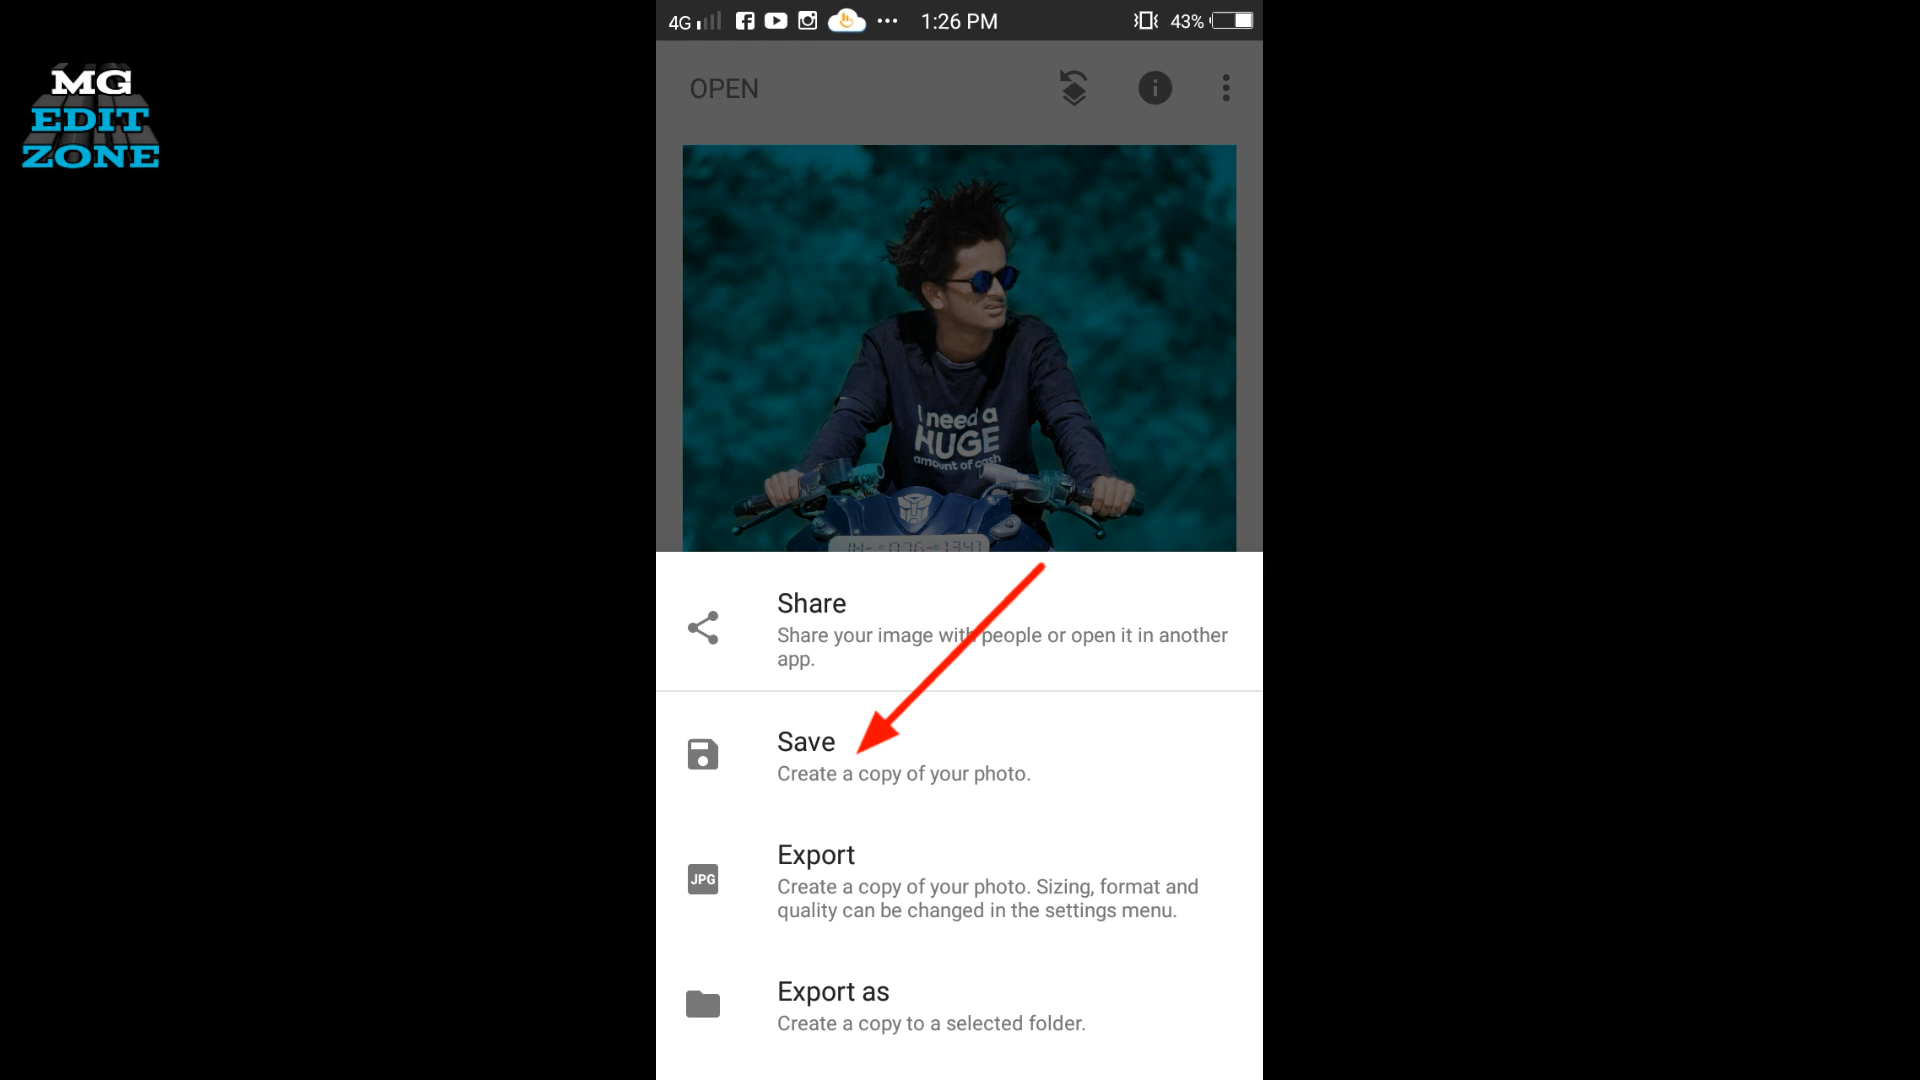 4G
1:26 PM
43%
MG
EDIT
ZONE
OPEN
I need a
HUGE
amount of cash
Share
Share your image with people or open it in another
app.
Save
Create a copy of your photo.
JPG
Export
Create a copy of your photo. Sizing, format and
quality can be changed in the settings menu.
Export as
Create a copy to a selected folder.